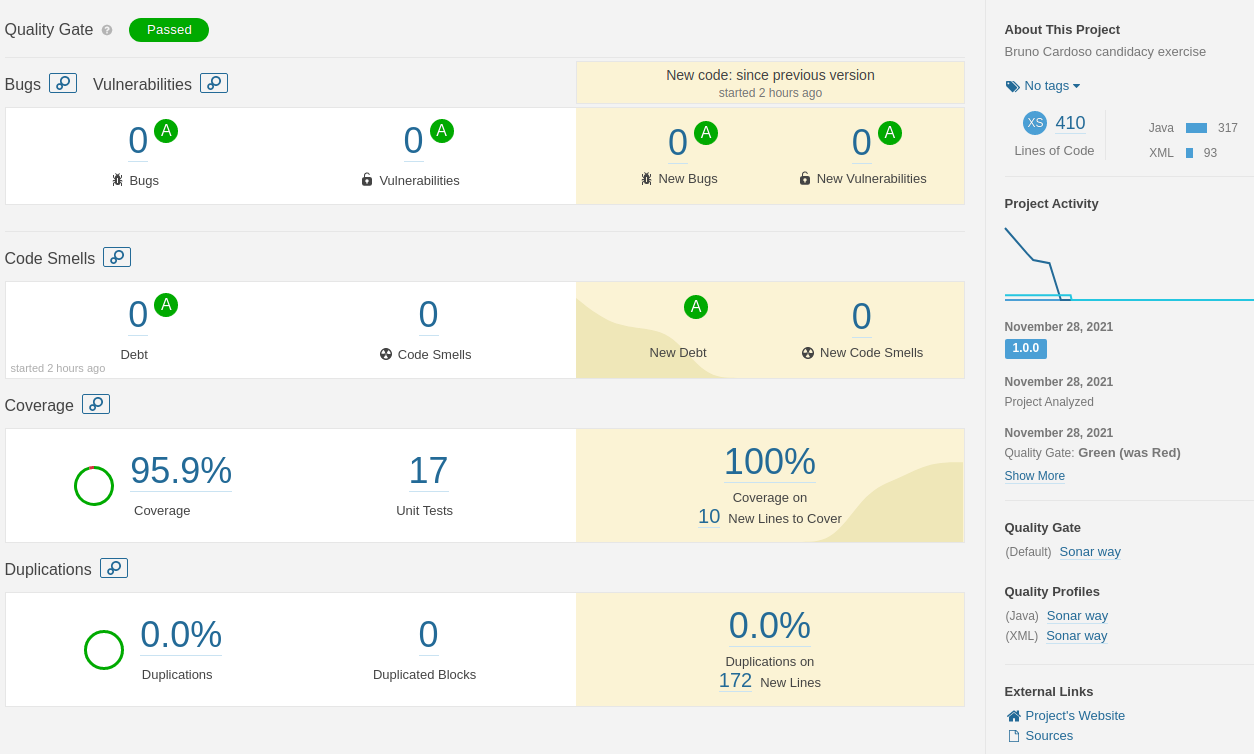 Quality Gate ? Passed
Bugs Vulnerabilities
New code: since previous version
started 2 hours ago
0 A
Bugs
0 A
Vulnerabilities
0 A
New Bugs
0 A
New Vulnerabilities
Code Smells
0 A
Debt
started 2 hours ago
0
Code Smells
A
New Debt
0
New Code Smells
Coverage
95.9%
Coverage
17
Unit Tests
100%
Coverage on
10 New Lines to Cover
Duplications
0.0%
Duplications
0
Duplicated Blocks
0.0%
Duplications on
172 New Lines
About This Project
Bruno Cardoso candidacy exercise
No tags
XS 410
Lines of Code
Java 317
XML 93
Project Activity
November 28, 2021
1.0.0
November 28, 2021
Project Analyzed
November 28, 2021
Quality Gate: Green (was Red)
Show More
Quality Gate
(Default) Sonar way
Quality Profiles
(Java) Sonar way
(XML) Sonar way
External Links
Project's Website
Sources